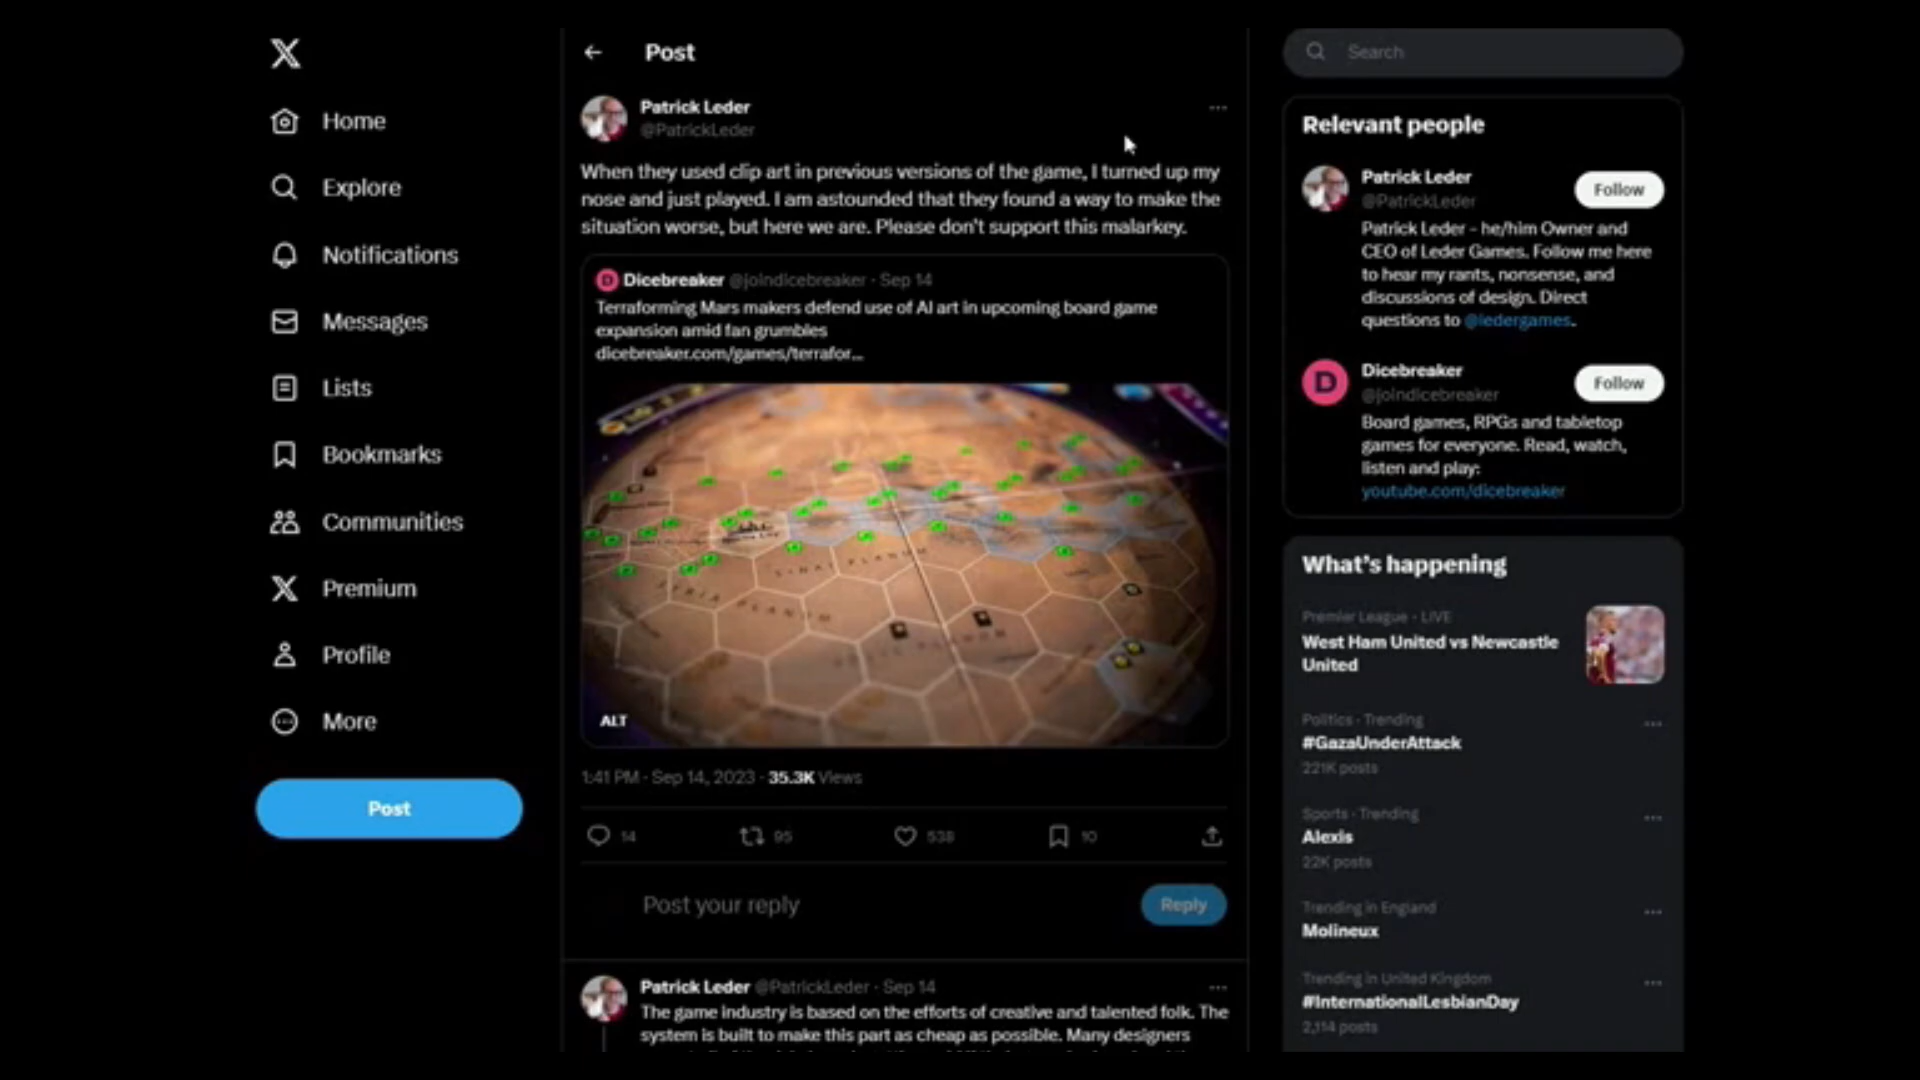 Post
Search
Home
Explore
Notifications
Messages
Lists
Bookmarks
Communities
Premium
Profile
More
Post
Patrick Leder
@PatrickLeder
When they used clip art in previous versions of the game, I turned up my
nose and just played. I am astounded that they found a way to make the
situation worse, but here we are. Please don't support this malarkey.
Dicebreaker @joindicebreaker · Sep 14
Terraforming Mars makers defend use of AI art in upcoming board game
expansion amid fan grumbles
dicebreaker.com/games/terrafor...
ALT
1:41 PM · Sep 14, 2023 · 35.3K Views
14
95
538
10
Post your reply
Reply
Patrick Leder @PatrickLeder · Sep 14
The game industry is based on the efforts of creative and talented folk. The
system is built to make this part as cheap as possible. Many designers
Relevant people
Patrick Leder
@PatrickLeder
Follow
Patrick Leder - he/him Owner and
CEO of Leder Games. Follow me here
to hear my rants, nonsense, and
discussions of design. Direct
questions to @ledergames.
Dicebreaker
@joindicebreaker
Follow
Board games, RPGs and tabletop
games for everyone. Read, watch,
listen and play:
youtube.com/dicebreaker
What's happening
Premier League · LIVE
West Ham United vs Newcastle
United
Politics · Trending
#GazaUnderAttack
221K posts
Sports · Trending
Alexis
22K posts
Trending in England
Molineux
Trending in United Kingdom
#InternationalLesbianDay
2,114 posts